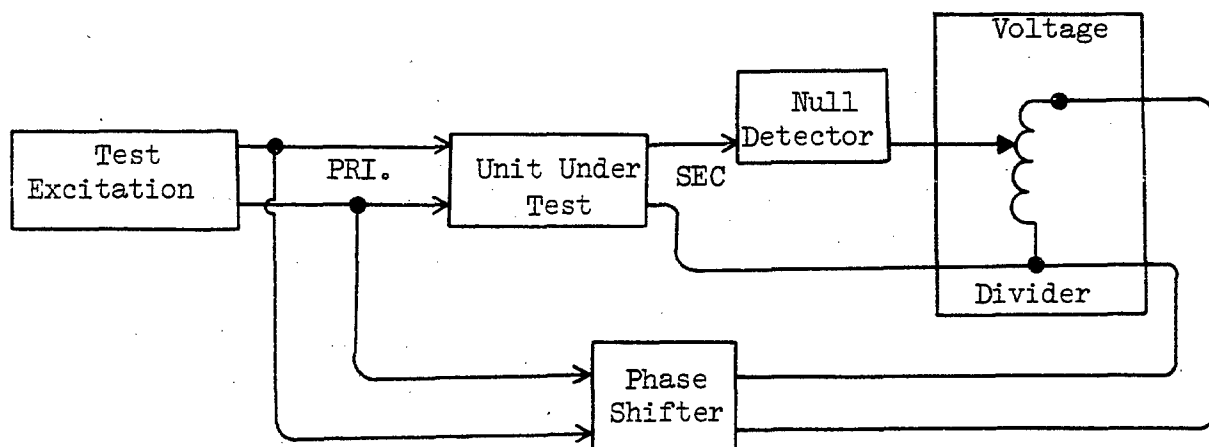 Voltage
Null
Detector
Test
Excitation
PRI.
Unit Under
Test
SEC
Divider
Phase
Shifter